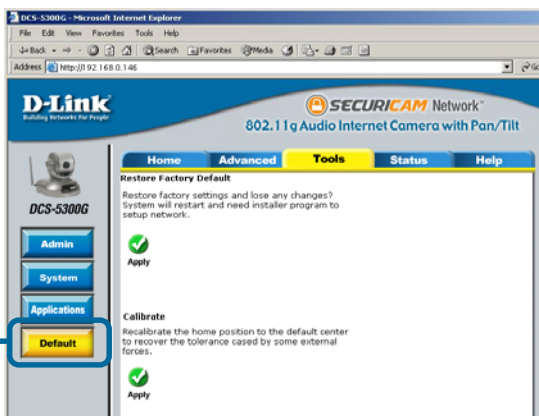 DCS-5300G - Microsoft Internet Explorer
File Edit View Favorites Tools Help
Back Search Favorites Media
Address http://192.168.0.146 Go
D-Link
Building Networks For People
SECURICAM Network™
802.11g Audio Internet Camera with Pan/Tilt
Home Advanced Tools Status Help
DCS-5300G
Admin
System
Applications
Default
Restore Factory Default
Restore factory settings and lose any changes?
System will restart and need installer program to
setup network.
Apply
Calibrate
Recalibrate the home position to the default center
to recover the tolerance cased by some external
forces.
Apply